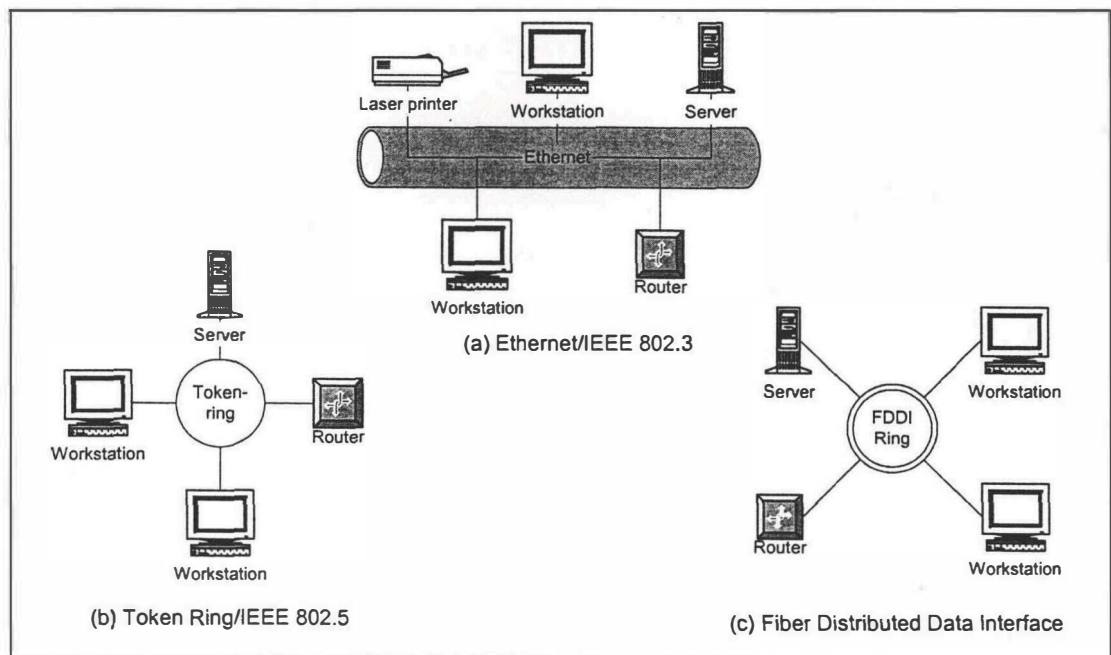 Laser printer
Workstation
Server
Ethernet
Workstation
Router
(a) Ethernet/IEEE 802.3
Server
Token-
ring
Workstation
Router
Workstation
(b) Token Ring/IEEE 802.5
Server
Workstation
FDDI
Ring
Router
Workstation
(c) Fiber Distributed Data Interface